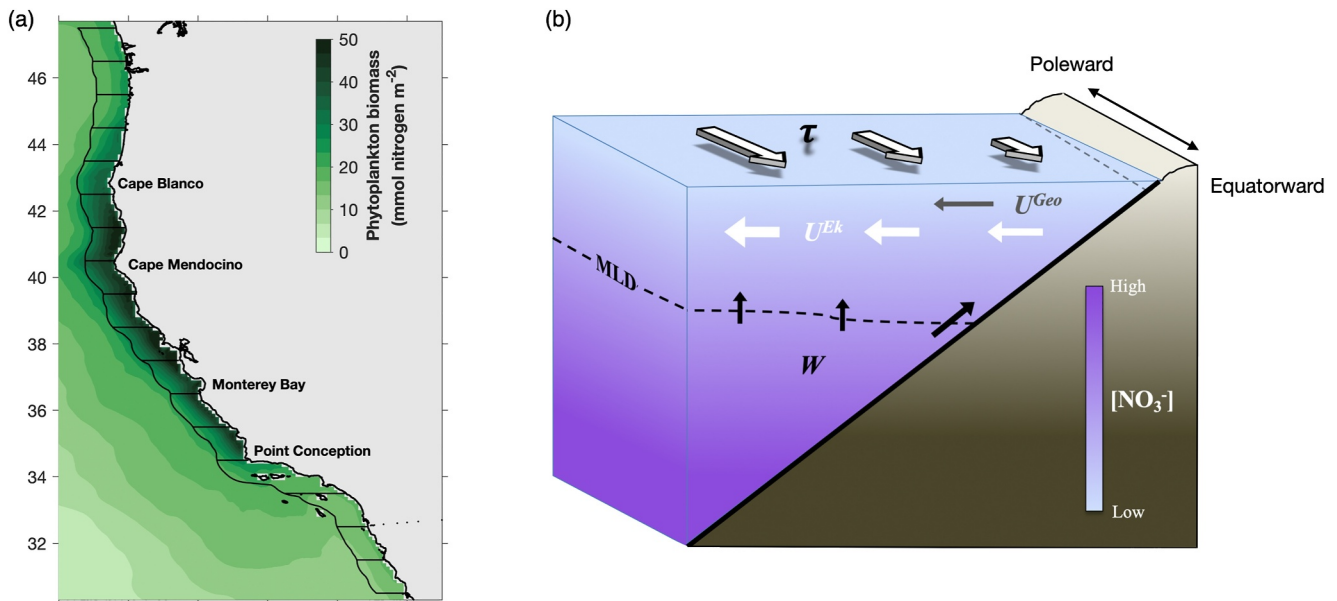 (a)
50
40
30
20
10
0
Phytoplankton biomass
(mmol nitrogen m-2)
46
44
42
40
38
36
34
32
Cape Blanco
Cape Mendocino
Monterey Bay
Point Conception
(b)
Poleward
Equatorward
τ
U^Geo
U^Ek
MLD
W
High
[NO₃⁻]
Low